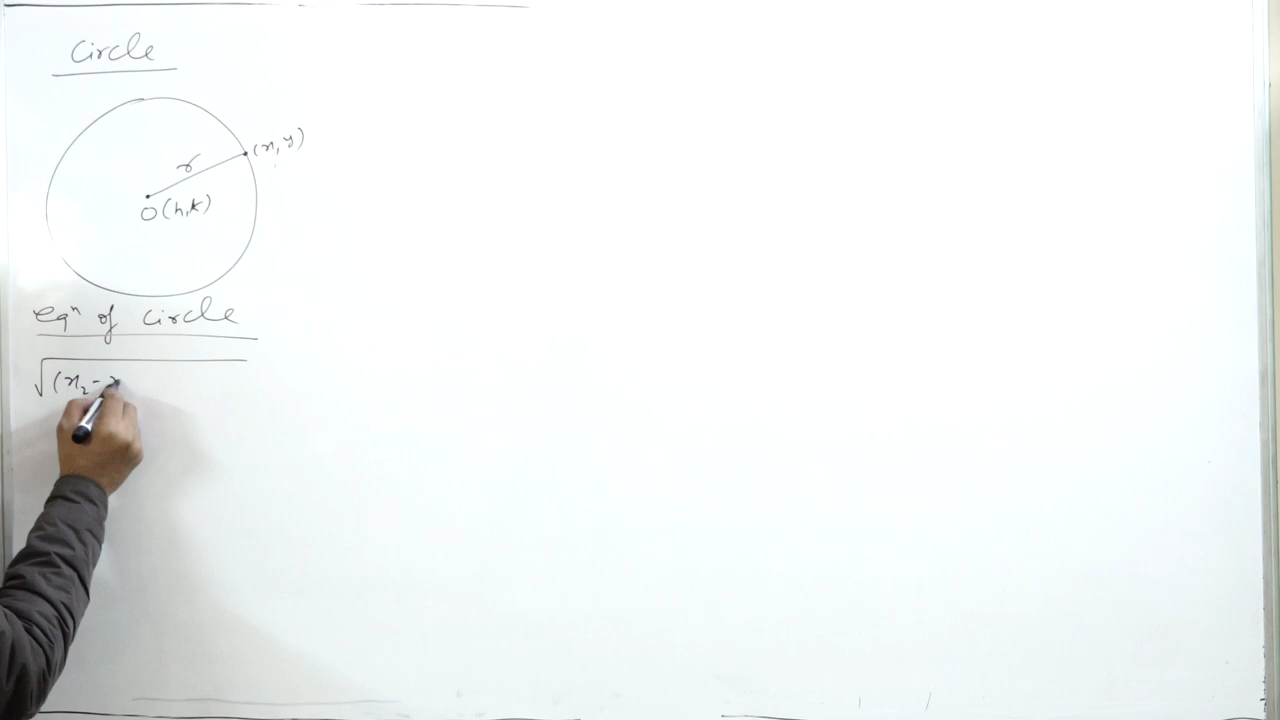 Circle
(x, y)
r
O(h,k)
eqⁿ of circle
√(x₂-x